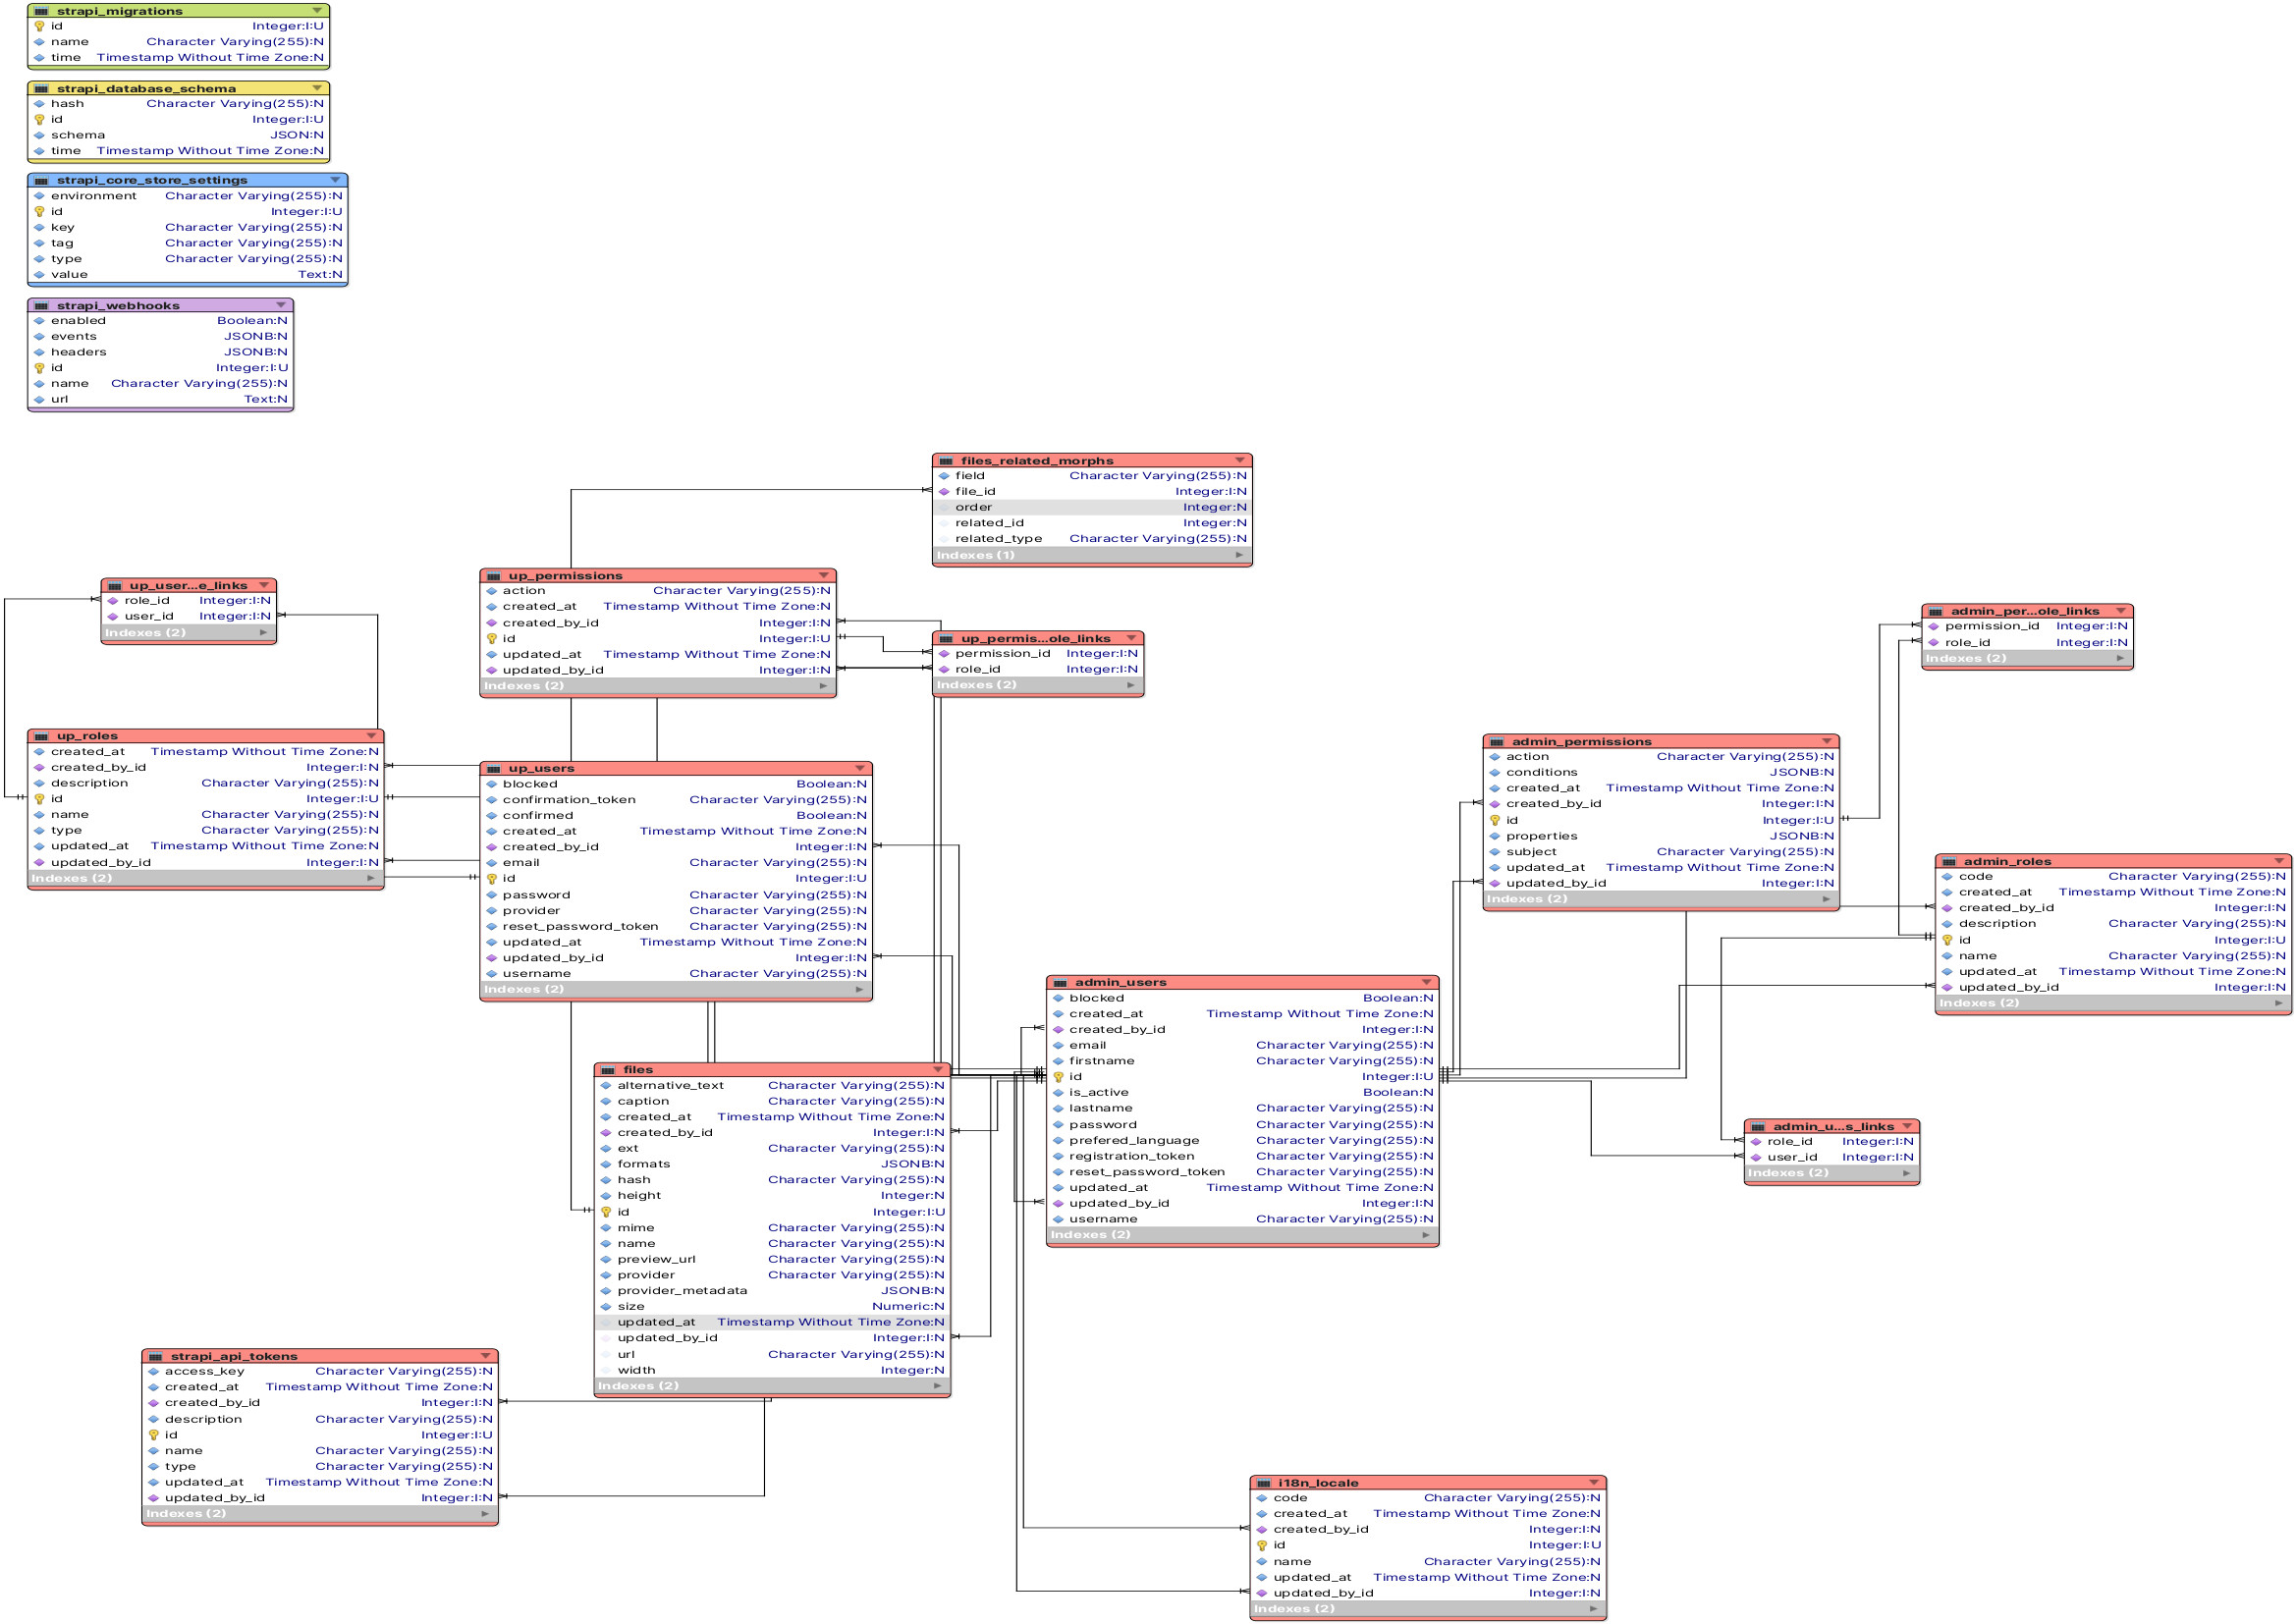 strapi_migrations
id Integer:I:U
name Character Varying(255):N
time Timestamp Without Time Zone:N
strapi_database_schema
hash Character Varying(255):N
id Integer:I:U
schema JSON:N
time Timestamp Without Time Zone:N
strapi_core_store_settings
environment Character Varying(255):N
id Integer:I:U
key Character Varying(255):N
tag Character Varying(255):N
type Character Varying(255):N
value Text:N
strapi_webhooks
enabled Boolean:N
events JSONB:N
headers JSONB:N
id Integer:I:U
name Character Varying(255):N
url Text:N
files_related_morphs
field Character Varying(255):N
file_id Integer:I:N
order Integer:N
related_id Integer:N
related_type Character Varying(255):N
Indexes (1)
up_user...e_links
role_id Integer:I:N
user_id Integer:I:N
Indexes (2)
up_permissions
action Character Varying(255):N
created_at Timestamp Without Time Zone:N
created_by_id Integer:I:N
id Integer:I:U
updated_at Timestamp Without Time Zone:N
updated_by_id Integer:I:N
Indexes (2)
up_permis...ole_links
permission_id Integer:I:N
role_id Integer:I:N
Indexes (2)
admin_per...ole_links
permission_id Integer:I:N
role_id Integer:I:N
Indexes (2)
up_roles
created_at Timestamp Without Time Zone:N
created_by_id Integer:I:N
description Character Varying(255):N
id Integer:I:U
name Character Varying(255):N
type Character Varying(255):N
updated_at Timestamp Without Time Zone:N
updated_by_id Integer:I:N
Indexes (2)
up_users
blocked Boolean:N
confirmation_token Character Varying(255):N
confirmed Boolean:N
created_at Timestamp Without Time Zone:N
created_by_id Integer:I:N
email Character Varying(255):N
id Integer:I:U
password Character Varying(255):N
provider Character Varying(255):N
reset_password_token Character Varying(255):N
updated_at Timestamp Without Time Zone:N
updated_by_id Integer:I:N
username Character Varying(255):N
Indexes (2)
admin_permissions
action Character Varying(255):N
conditions JSONB:N
created_at Timestamp Without Time Zone:N
created_by_id Integer:I:N
id Integer:I:U
properties JSONB:N
subject Character Varying(255):N
updated_at Timestamp Without Time Zone:N
updated_by_id Integer:I:N
Indexes (2)
admin_roles
code Character Varying(255):N
created_at Timestamp Without Time Zone:N
created_by_id Integer:I:N
description Character Varying(255):N
id Integer:I:U
name Character Varying(255):N
updated_at Timestamp Without Time Zone:N
updated_by_id Integer:I:N
Indexes (2)
admin_users
blocked Boolean:N
created_at Timestamp Without Time Zone:N
created_by_id Integer:I:N
email Character Varying(255):N
firstname Character Varying(255):N
id Integer:I:U
is_active Boolean:N
lastname Character Varying(255):N
password Character Varying(255):N
prefered_language Character Varying(255):N
registration_token Character Varying(255):N
reset_password_token Character Varying(255):N
updated_at Timestamp Without Time Zone:N
updated_by_id Integer:I:N
username Character Varying(255):N
Indexes (2)
files
alternative_text Character Varying(255):N
caption Character Varying(255):N
created_at Timestamp Without Time Zone:N
created_by_id Integer:I:N
ext Character Varying(255):N
formats JSONB:N
hash Character Varying(255):N
height Integer:N
id Integer:I:U
mime Character Varying(255):N
name Character Varying(255):N
preview_url Character Varying(255):N
provider Character Varying(255):N
provider_metadata JSONB:N
size Numeric:N
updated_at Timestamp Without Time Zone:N
updated_by_id Integer:I:N
url Character Varying(255):N
width Integer:N
Indexes (2)
admin_u...s_links
role_id Integer:I:N
user_id Integer:I:N
Indexes (2)
strapi_api_tokens
access_key Character Varying(255):N
created_at Timestamp Without Time Zone:N
created_by_id Integer:I:N
description Character Varying(255):N
id Integer:I:U
name Character Varying(255):N
type Character Varying(255):N
updated_at Timestamp Without Time Zone:N
updated_by_id Integer:I:N
Indexes (2)
i18n_locale
code Character Varying(255):N
created_at Timestamp Without Time Zone:N
created_by_id Integer:I:N
id Integer:I:U
name Character Varying(255):N
updated_at Timestamp Without Time Zone:N
updated_by_id Integer:I:N
Indexes (2)